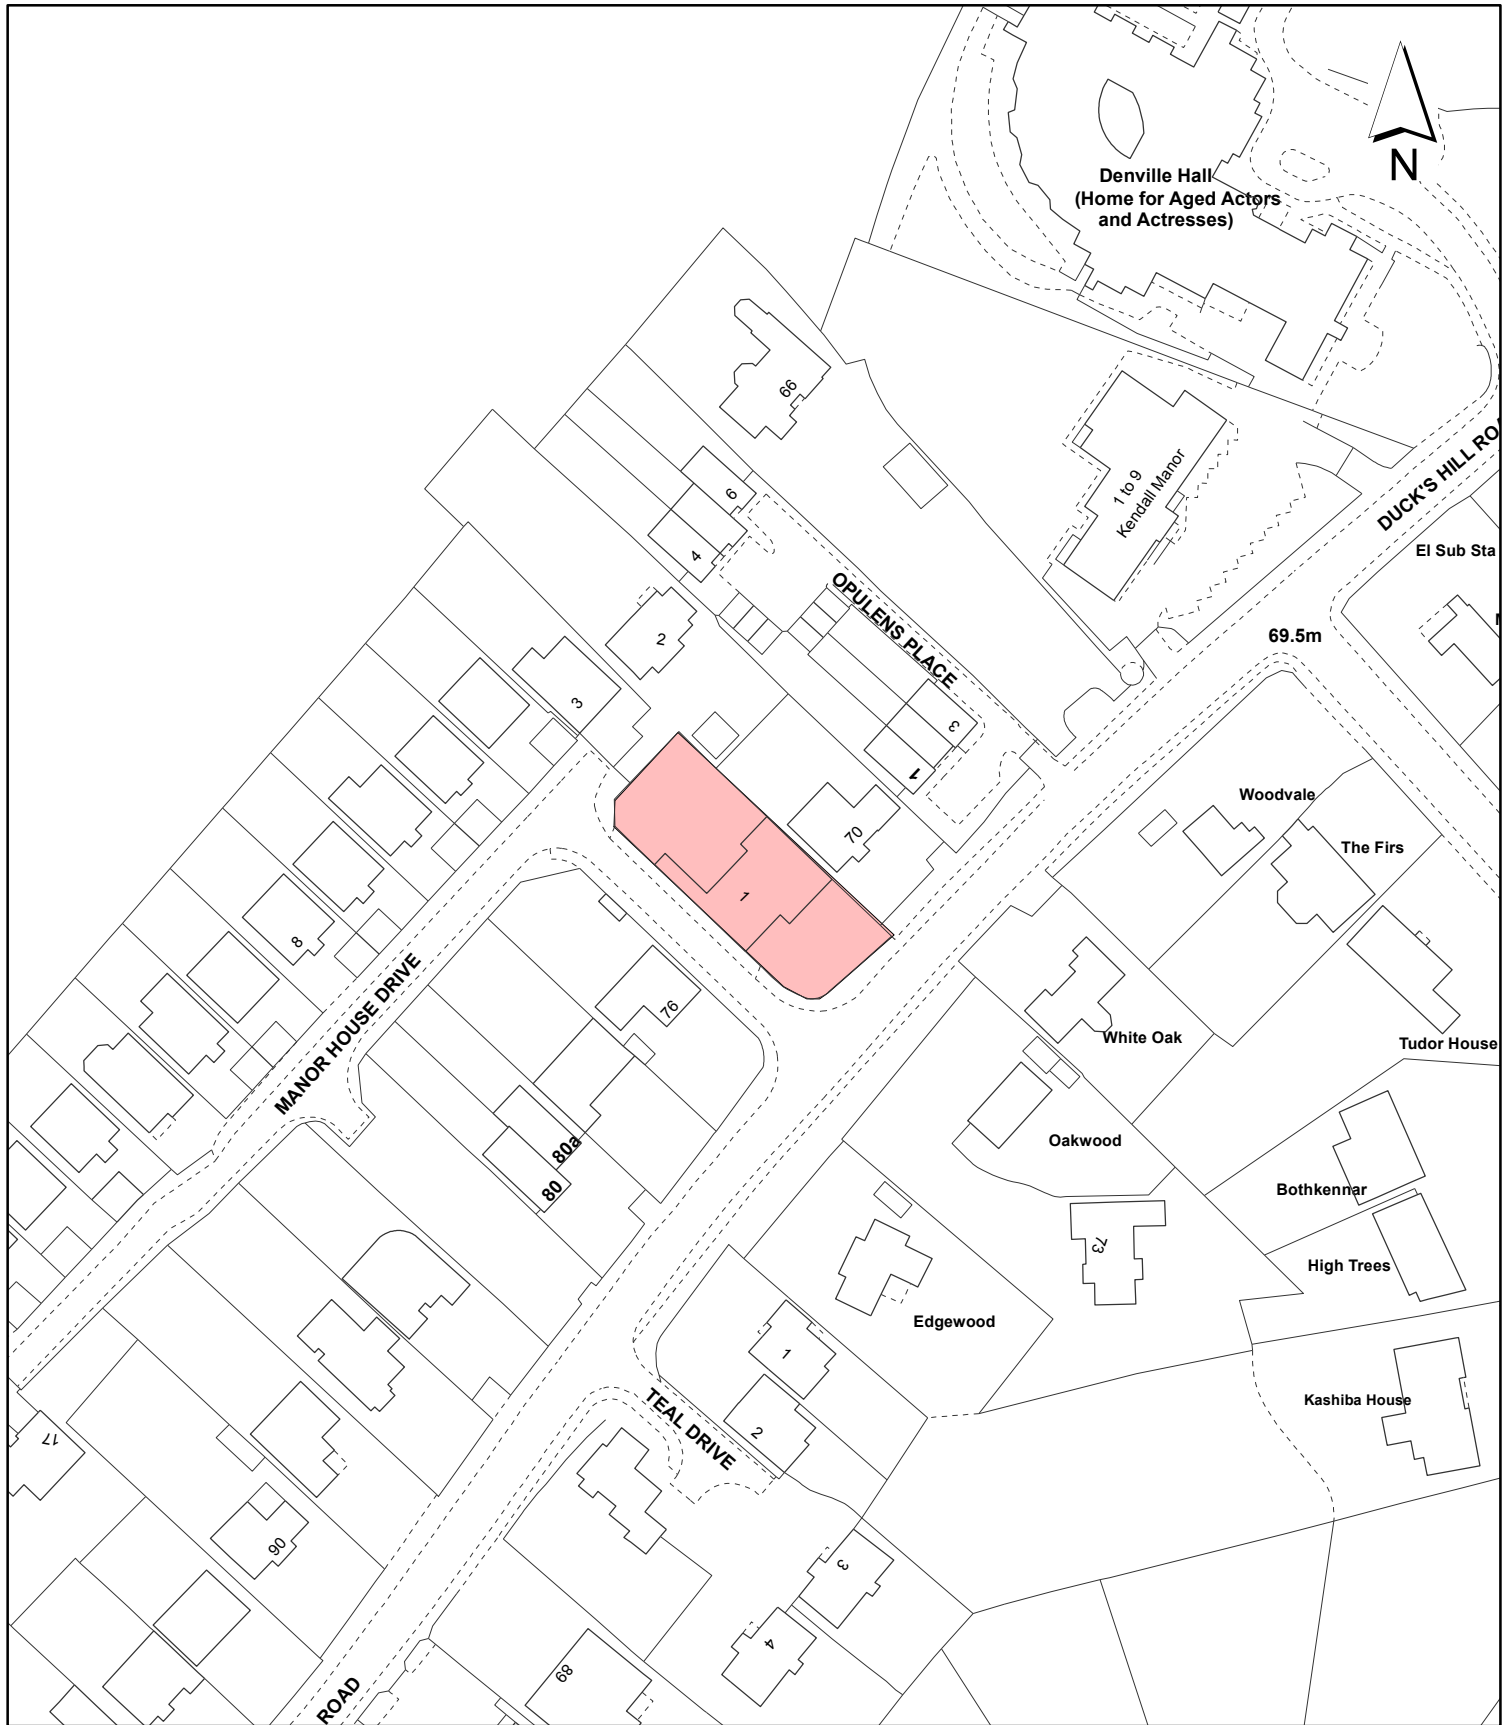 N
Denville Hall
(Home for Aged Actors
and Actresses)
66
1 to 9
Kendall Manor
DUCK'S HILL RO
El Sub Sta
6
4
OPULENS PLACE
2
69.5m
3
3
1
70
Woodvale
The Firs
1
8
MANOR HOUSE DRIVE
76
White Oak
Tudor House
80a
80
Oakwood
Bothkennar
73
High Trees
Edgewood
1
Kashiba House
TEAL DRIVE
2
17
90
3
4
68
ROAD